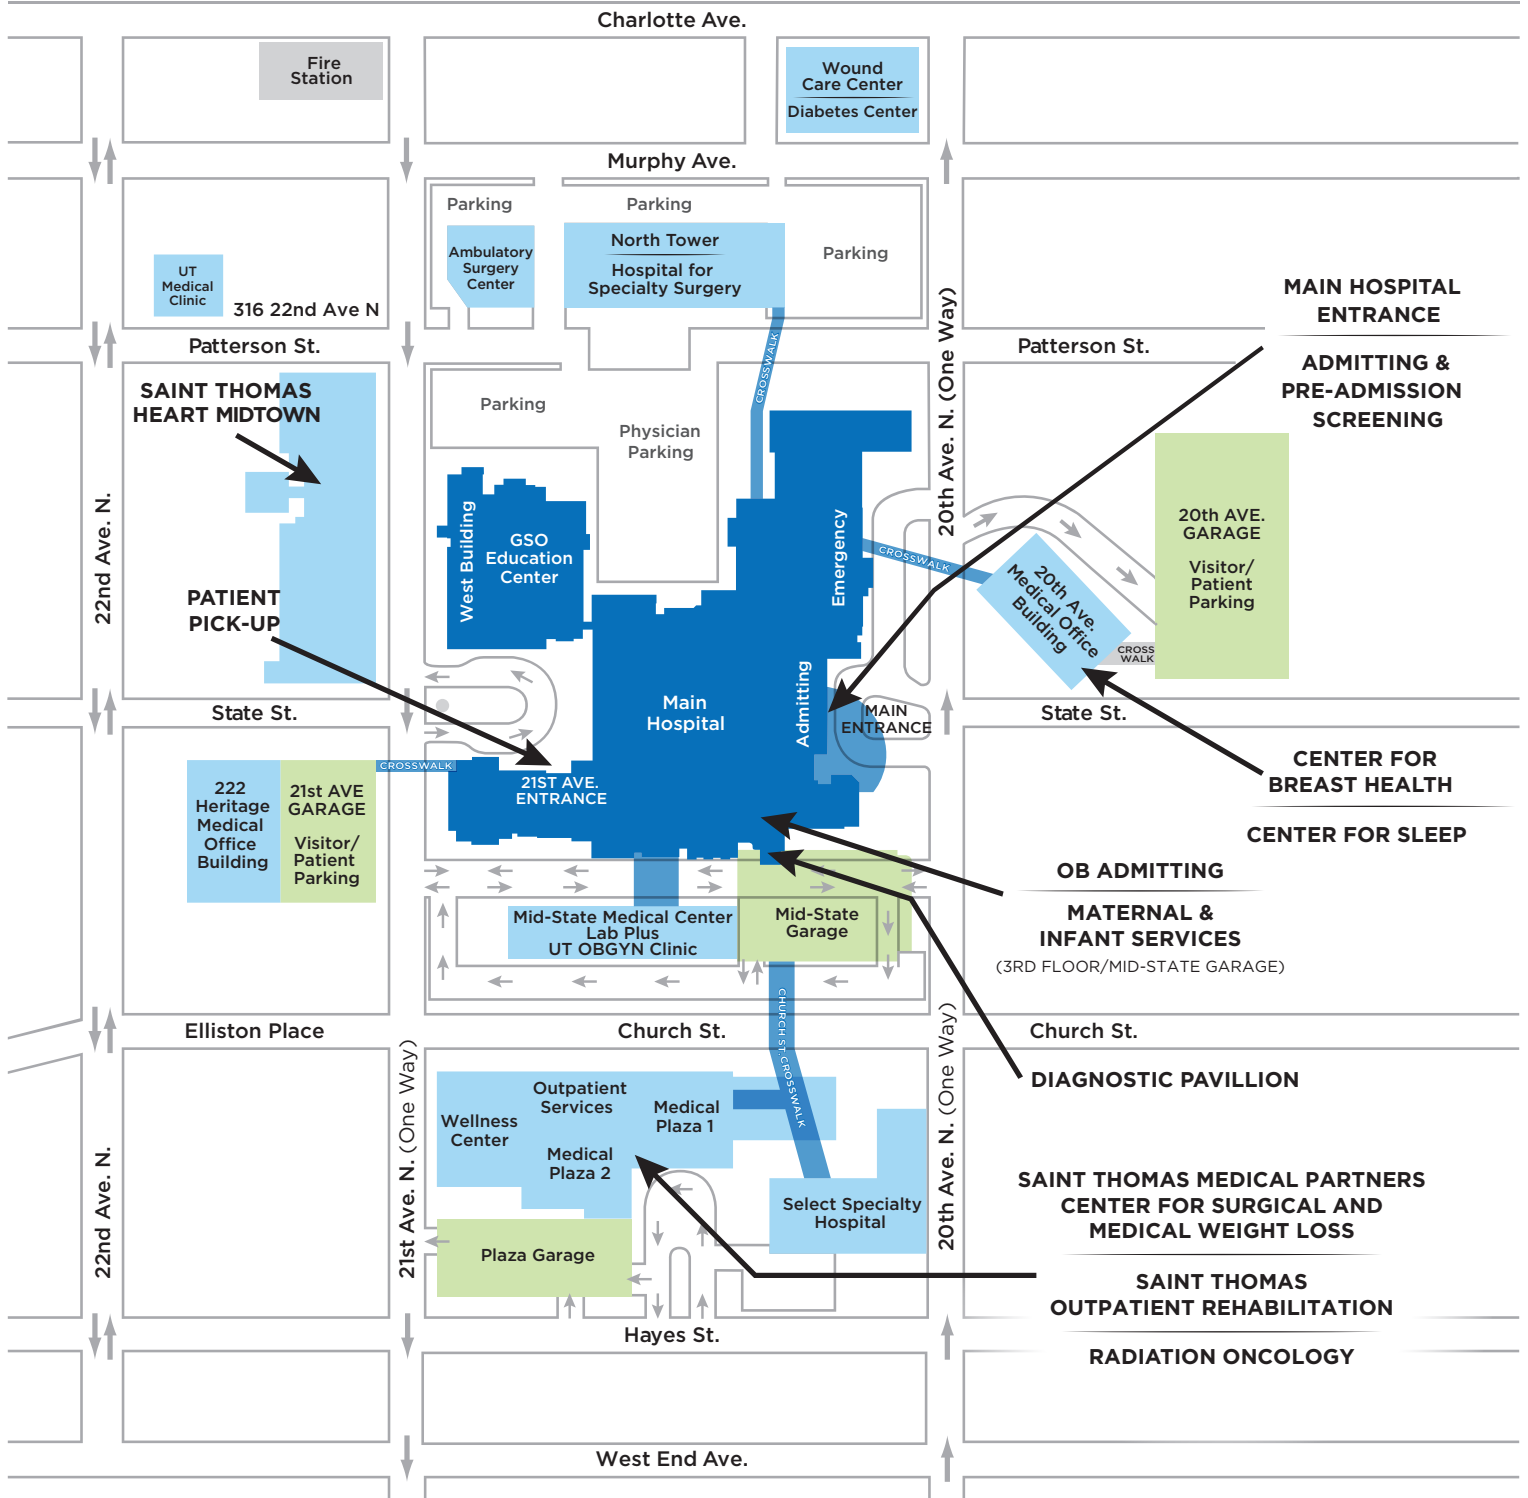 Charlotte Ave.
Fire
Station
Wound
Care Center
Diabetes Center
Murphy Ave.
Parking
Parking
Parking
Ambulatory
Surgery
Center
North Tower
Hospital for
Specialty Surgery
UT
Medical
Clinic
316 22nd Ave N
Patterson St.
Patterson St.
CROSSWALK
20th Ave. N. (One Way)
MAIN HOSPITAL
ENTRANCE
ADMITTING &
PRE-ADMISSION
SCREENING
SAINT THOMAS
HEART MIDTOWN
Parking
Physician
Parking
22nd Ave. N.
West Building
GSO
Education
Center
Emergency
CROSSWALK
20th Ave.
Medical Office
Building
20th AVE.
GARAGE
Visitor/
Patient
Parking
CROSS
WALK
PATIENT
PICK-UP
Main
Hospital
Admitting
MAIN
ENTRANCE
State St.
State St.
CROSSWALK
21ST AVE.
ENTRANCE
222
Heritage
Medical
Office
Building
21st AVE
GARAGE
Visitor/
Patient
Parking
CENTER FOR
BREAST HEALTH
CENTER FOR SLEEP
OB ADMITTING
MATERNAL &
INFANT SERVICES
(3RD FLOOR/MID-STATE GARAGE)
Mid-State Medical Center
Lab Plus
UT OBGYN Clinic
Mid-State
Garage
CHURCH ST. CROSSWALK
Elliston Place
Church St.
Church St.
DIAGNOSTIC PAVILLION
22nd Ave. N.
21st Ave. N. (One Way)
20th Ave. N. (One Way)
Wellness
Center
Outpatient
Services
Medical
Plaza 1
Medical
Plaza 2
Select Specialty
Hospital
Plaza Garage
SAINT THOMAS MEDICAL PARTNERS
CENTER FOR SURGICAL AND
MEDICAL WEIGHT LOSS
SAINT THOMAS
OUTPATIENT REHABILITATION
RADIATION ONCOLOGY
Hayes St.
West End Ave.